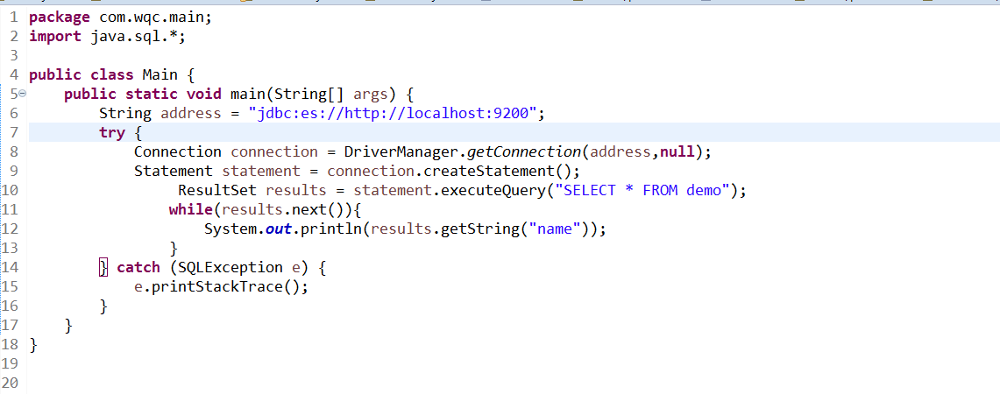 1 package com.wqc.main;
2 import java.sql.*;
3
4 public class Main {
5     public static void main(String[] args) {
6         String address = "jdbc:es://http://localhost:9200";
7         try {
8             Connection connection = DriverManager.getConnection(address,null);
9             Statement statement = connection.createStatement();
10                 ResultSet results = statement.executeQuery("SELECT * FROM demo");
11                while(results.next()){
12                    System.out.println(results.getString("name"));
13                }
14        } catch (SQLException e) {
15            e.printStackTrace();
16        }
17    }
18 }
19
20